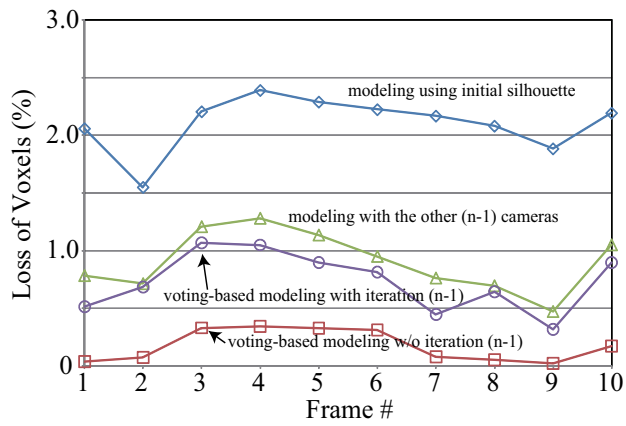 3.0
modeling using initial silhouette
2.0
Loss of Voxels (%)
modeling with the other (n-1) cameras
1.0
voting-based modeling with iteration (n-1)
voting-based modeling w/o iteration (n-1)
0
1 2 3 4 5 6 7 8 9 10
Frame #